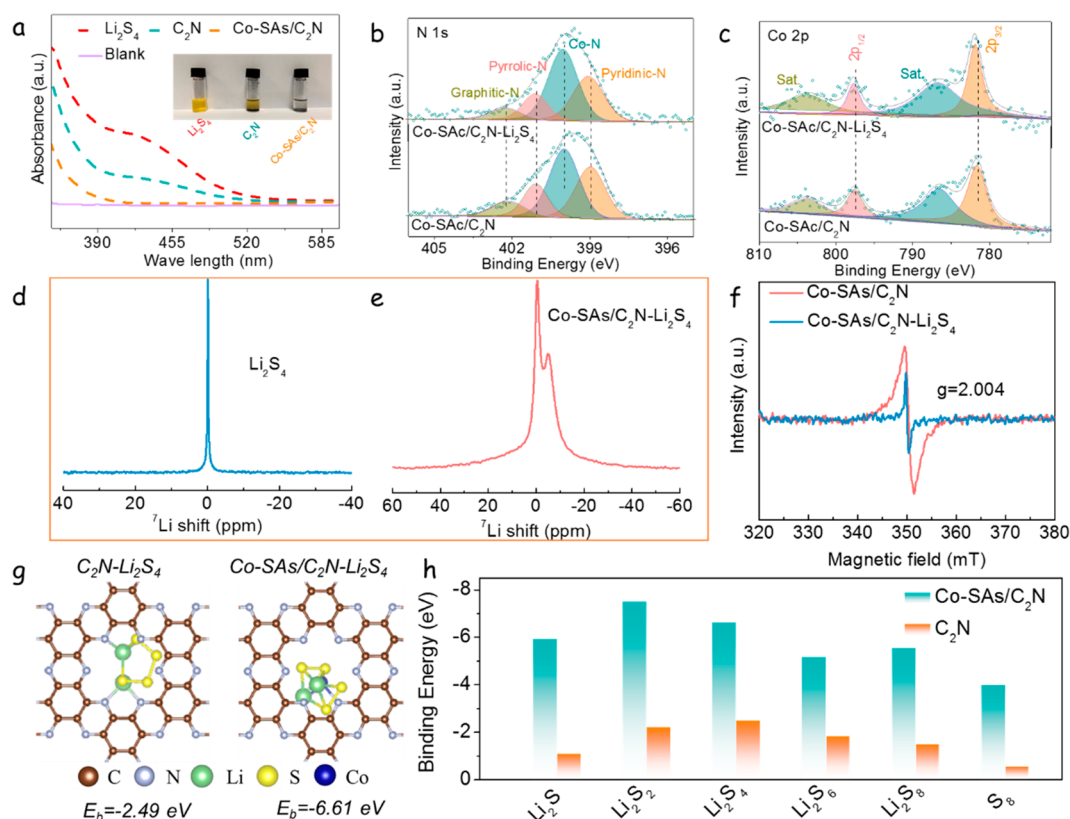 a
Li₂S₄ C₂N Co-SAs/C₂N
Blank
Li₂S₄
C₂N
Co-SAs/C₂N
Absorbance (a.u.)
390 455 520 585
Wave length (nm)
b
N 1s
Co-N
Pyrrolic-N
Pyridinic-N
Graphitic-N
Co-SAc/C₂N-Li₂S₄
Co-SAc/C₂N
Intensity (a.u.)
405 402 399 396
Binding Energy (eV)
c
Co 2p
2p₁/₂
2p₃/₂
Sat.
Sat.
Co-SAc/C₂N-Li₂S₄
Co-SAc/C₂N
Intensity (a.u.)
810 800 790 780
Binding Energy (eV)
d
Li₂S₄
40 20 0 -20 -40
⁷Li shift (ppm)
e
Co-SAs/C₂N-Li₂S₄
60 40 20 0 -20 -40 -60
⁷Li shift (ppm)
f
Co-SAs/C₂N
Co-SAs/C₂N-Li₂S₄
g=2.004
Intensity (a.u.)
320 330 340 350 360 370 380
Magnetic field (mT)
g
C₂N-Li₂S₄
Co-SAs/C₂N-Li₂S₄
C N Li S Co
E_b=-2.49 eV
E_b=-6.61 eV
h
Co-SAs/C₂N
C₂N
Binding Energy (eV)
-8
-6
-4
-2
0
Li₂S Li₂S₂ Li₂S₄ Li₂S₆ Li₂S₈ S₈